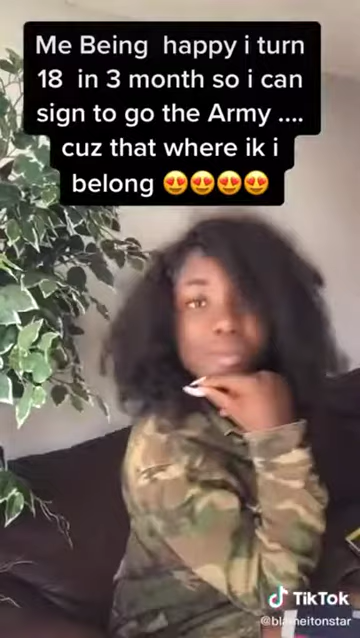 Me Being happy i turn
18 in 3 month so i can
sign to go the Army ....
cuz that where ik i
belong 😍😍😍😍
TikTok
@blameitonstar